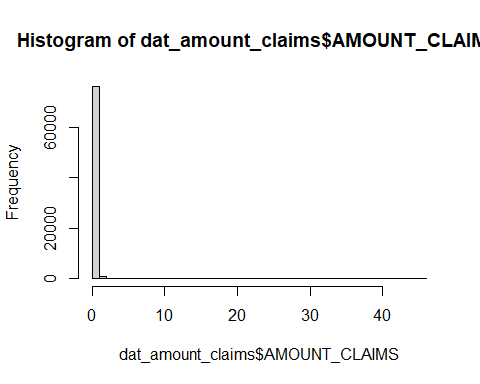 Histogram of dat_amount_claims$AMOUNT_CLAIM
Frequency
60000
20000
0
0 10 20 30 40
dat_amount_claims$AMOUNT_CLAIMS